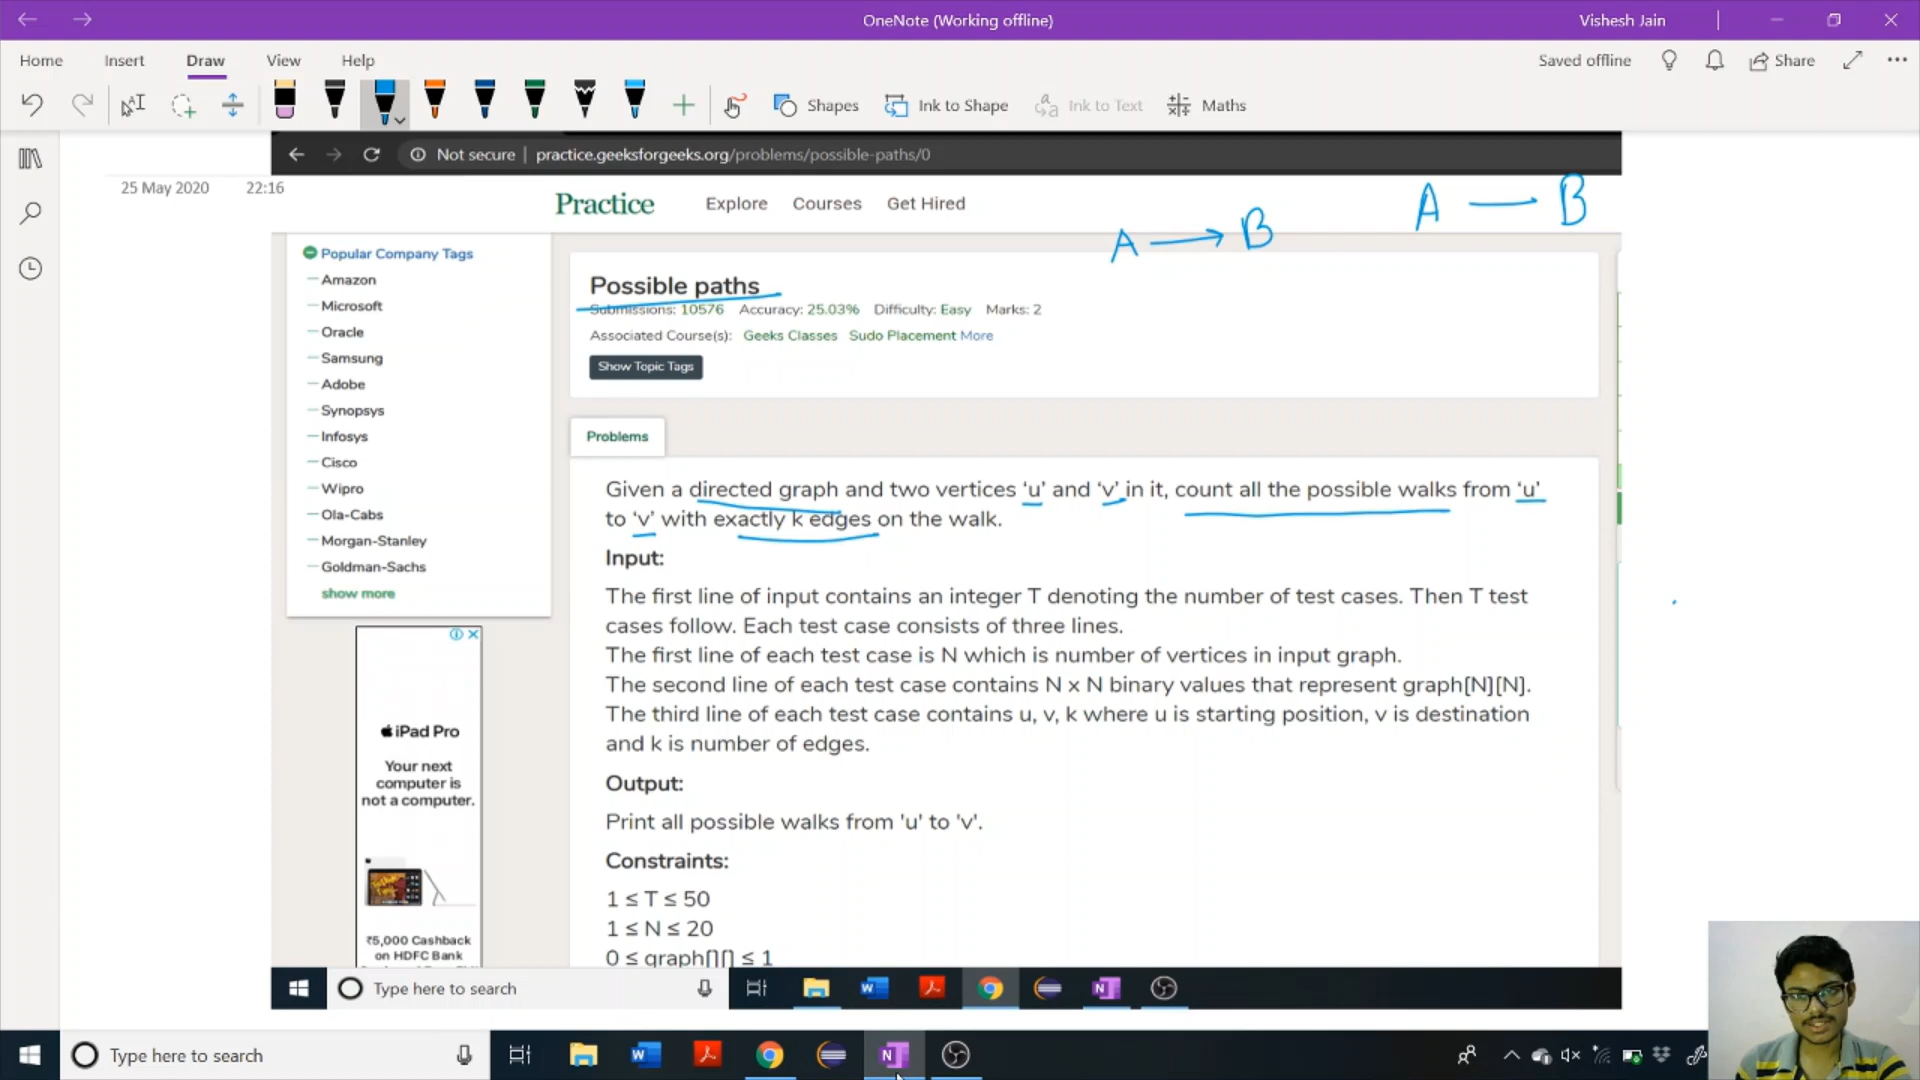 OneNote (Working offline)
Vishesh Jain
Home Insert Draw View Help
Saved offline
Share
Shapes
Ink to Shape
Ink to Text
Maths
Not secure | practice.geeksforgeeks.org/problems/possible-paths/0
25 May 2020 22:16
Practice
Explore Courses Get Hired
A → B
A — B
Popular Company Tags
Amazon
Microsoft
Oracle
Samsung
Adobe
Synopsys
Infosys
Cisco
Wipro
Ola-Cabs
Morgan-Stanley
Goldman-Sachs
show more
iPad Pro
Your next
computer is
not a computer.
₹5,000 Cashback
on HDFC Bank
Possible paths
Submissions: 10576 Accuracy: 25.03% Difficulty: Easy Marks: 2
Associated Course(s): Geeks Classes Sudo Placement More
Show Topic Tags
Problems
Given a directed graph and two vertices ‘u’ and ‘v’ in it, count all the possible walks from ‘u’
to ‘v’ with exactly k edges on the walk.
Input:
The first line of input contains an integer T denoting the number of test cases. Then T test
cases follow. Each test case consists of three lines.
The first line of each test case is N which is number of vertices in input graph.
The second line of each test case contains N x N binary values that represent graph[N][N].
The third line of each test case contains u, v, k where u is starting position, v is destination
and k is number of edges.
Output:
Print all possible walks from 'u' to 'v'.
Constraints:
1 ≤ T ≤ 50
1 ≤ N ≤ 20
0 ≤ graph[][] ≤ 1
Type here to search
Type here to search